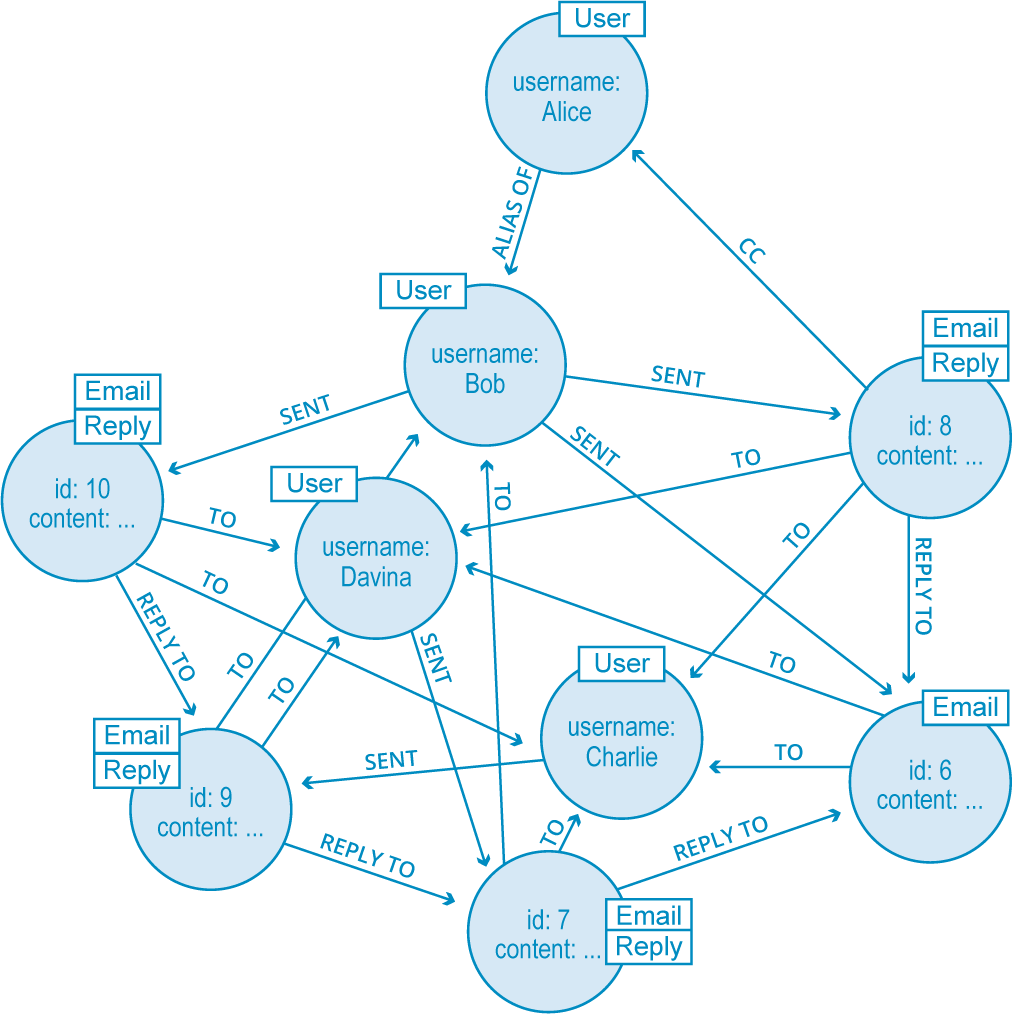 User
username:
Alice
ALIAS OF
CC
User
username:
Bob
Email
Reply
id: 8
content: ...
SENT
SENT
SENT
Email
Reply
id: 10
content: ...
User
username:
Davina
TO
TO
TO
TO
TO
REPLY TO
REPLY TO
TO
TO
SENT
TO
User
username:
Charlie
Email
id: 6
content: ...
Email
Reply
id: 9
content: ...
SENT
TO
REPLY TO
TO
REPLY TO
id: 7
content: ...
Email
Reply